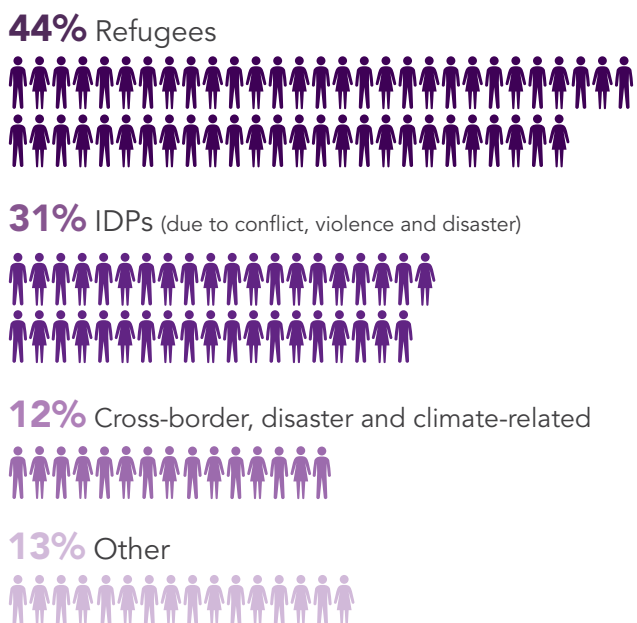 44% Refugees
31% IDPs (due to conflict, violence and disaster)
12% Cross-border, disaster and climate-related
13% Other